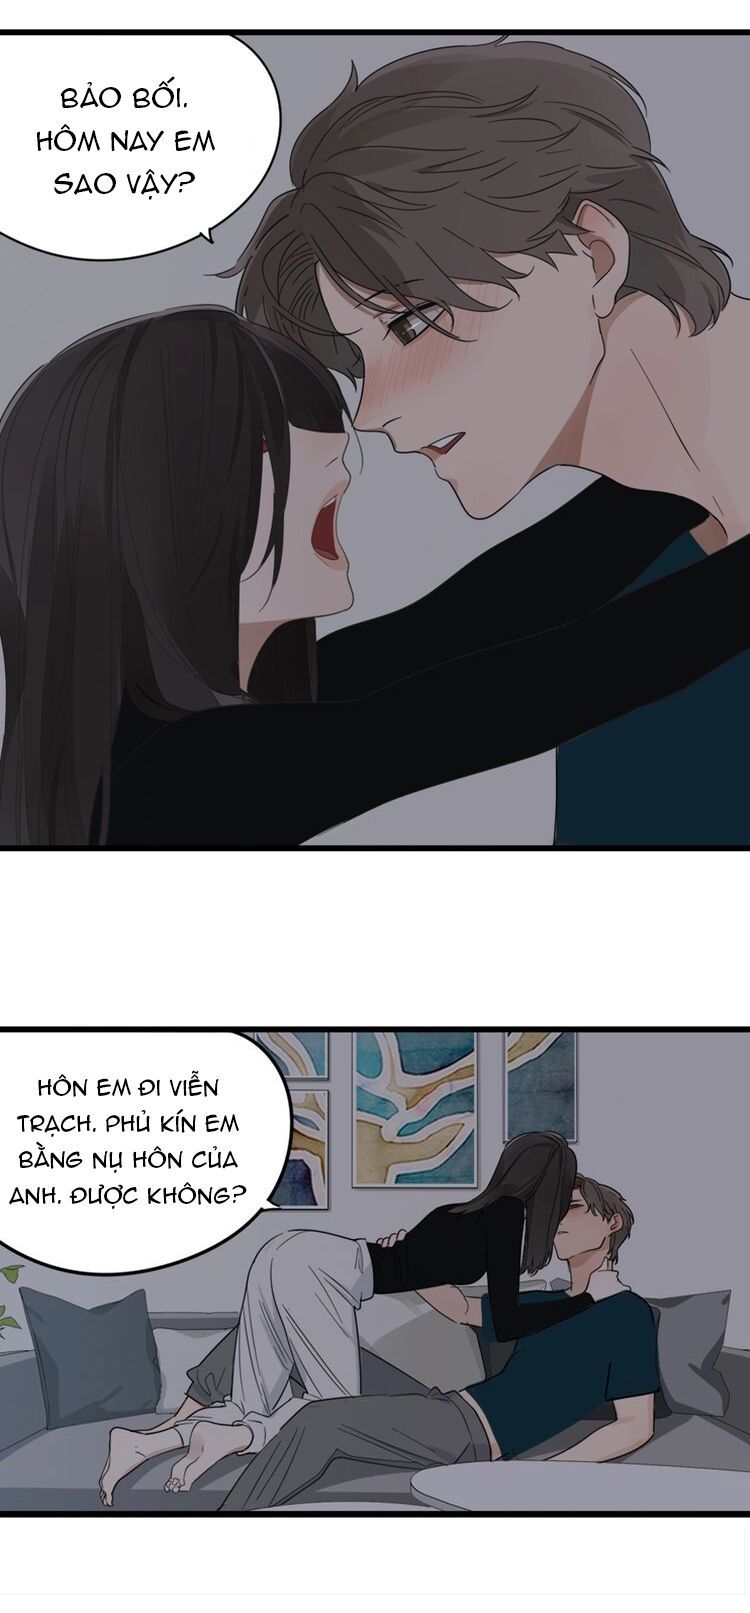 BẢO BỐI.
HÔM NAY EM
SAO VẬY?
HÔN EM ĐI VIỄN
TRẠCH. PHỦ KÍN EM
BẰNG NỤ HÔN CỦA
ANH. ĐƯỢC KHÔNG?